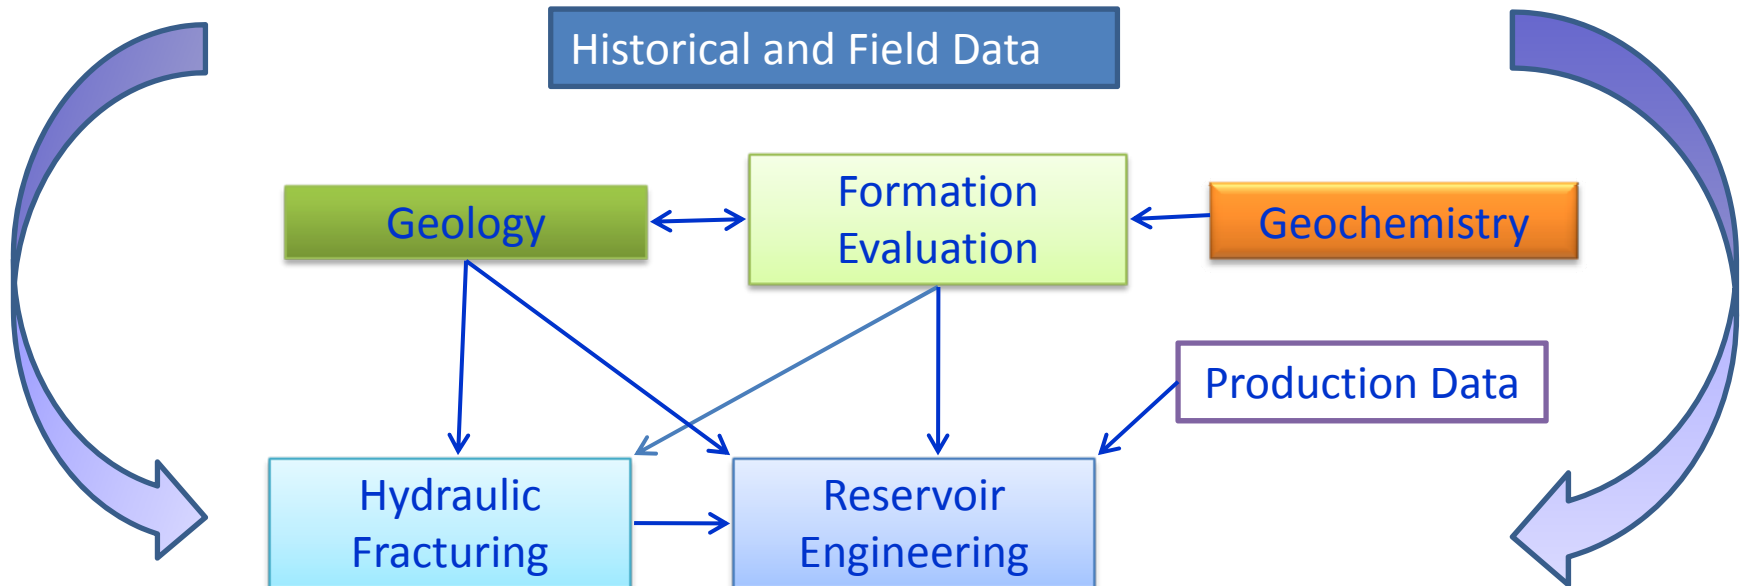 Historical and Field Data
Geology
Formation
Evaluation
Geochemistry
Production Data
Hydraulic
Fracturing
Reservoir
Engineering